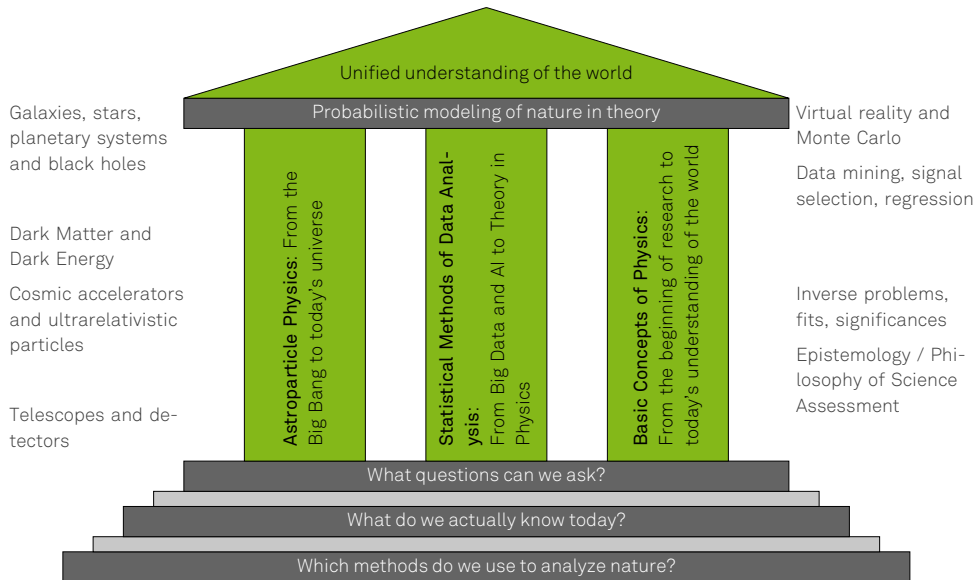 Unified understanding of the world
Probabilistic modeling of nature in theory
Galaxies, stars,
planetary systems
and black holes
Dark Matter and
Dark Energy
Cosmic accelerators
and ultrarelativistic
particles
Telescopes and de-
tectors
Astroparticle Physics: From the
Big Bang to today's universe
Statistical Methods of Data Anal-
ysis:
From Big Data and AI to Theory in
Physics
Basic Concepts of Physics:
From the beginning of research to
today's understanding of the world
Virtual reality and
Monte Carlo
Data mining, signal
selection, regression
Inverse problems,
fits, significances
Epistemology / Phi-
losophy of Science
Assessment
What questions can we ask?
What do we actually know today?
Which methods do we use to analyze nature?